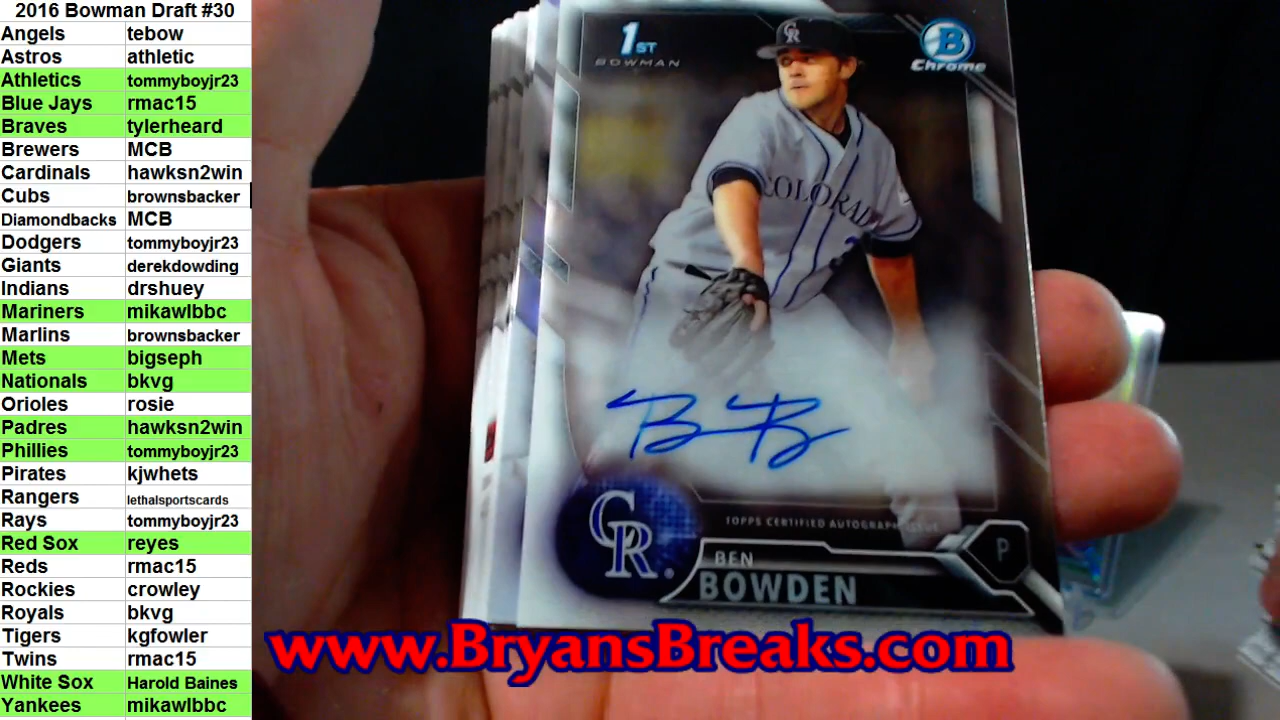 2016 Bowman Draft #30
Angels tebow
Astros athletic
Athletics tommyboyjr23
Blue Jays rmac15
Braves tylerheard
Brewers MCB
Cardinals hawksn2win
Cubs brownsbacker
Diamondbacks MCB
Dodgers tommyboyjr23
Giants derekdowding
Indians drshuey
Mariners mikawlbbc
Marlins brownsbacker
Mets bigseph
Nationals bkvg
Orioles rosie
Padres hawksn2win
Phillies tommyboyjr23
Pirates kjwhets
Rangers lethalsportscards
Rays tommyboyjr23
Red Sox reyes
Reds rmac15
Rockies crowley
Royals bkvg
Tigers kgfowler
Twins rmac15
White Sox Harold Baines
Yankees mikawlbbc
1ST
BOWMAN
B
Chrome
CR
COLORAD
CR
TOPPS CERTIFIED AUTOGRAPH ISSUE
P
BEN
BOWDEN
www.BryansBreaks.com